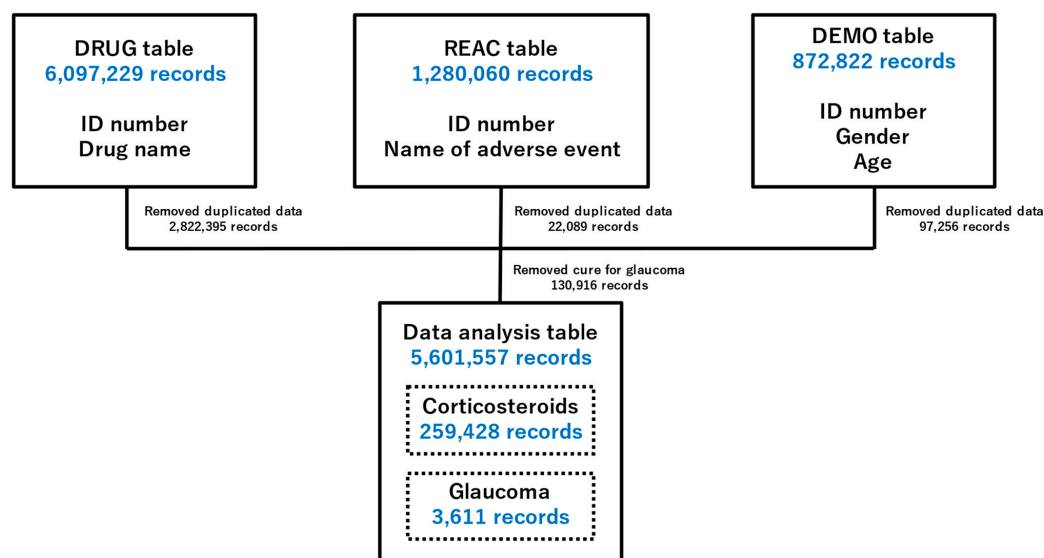 DRUG table
6,097,229 records
ID number
Drug name
REAC table
1,280,060 records
ID number
Name of adverse event
DEMO table
872,822 records
ID number
Gender
Age
Removed duplicated data
2,822,395 records
Removed duplicated data
22,089 records
Removed duplicated data
97,256 records
Removed cure for glaucoma
130,916 records
Data analysis table
5,601,557 records
Corticosteroids
259,428 records
Glaucoma
3,611 records